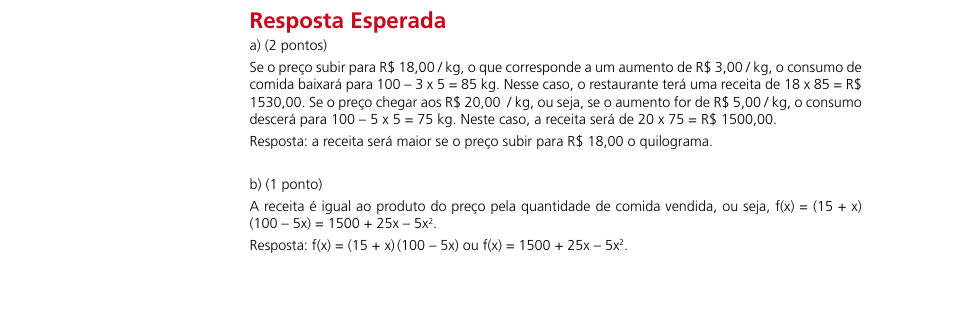 Resposta Esperada
a) (2 pontos)
Se o preço subir para R$ 18,00 / kg, o que corresponde a um aumento de R$ 3,00 / kg, o consumo de
comida baixará para 100 – 3 x 5 = 85 kg. Nesse caso, o restaurante terá uma receita de 18 x 85 = R$
1530,00. Se o preço chegar aos R$ 20,00 / kg, ou seja, se o aumento for de R$ 5,00 / kg, o consumo
descerá para 100 – 5 x 5 = 75 kg. Neste caso, a receita será de 20 x 75 = R$ 1500,00.
Resposta: a receita será maior se o preço subir para R$ 18,00 o quilograma.
b) (1 ponto)
A receita é igual ao produto do preço pela quantidade de comida vendida, ou seja, f(x) = (15 + x)
(100 – 5x) = 1500 + 25x – 5x².
Resposta: f(x) = (15 + x) (100 – 5x) ou f(x) = 1500 + 25x – 5x².